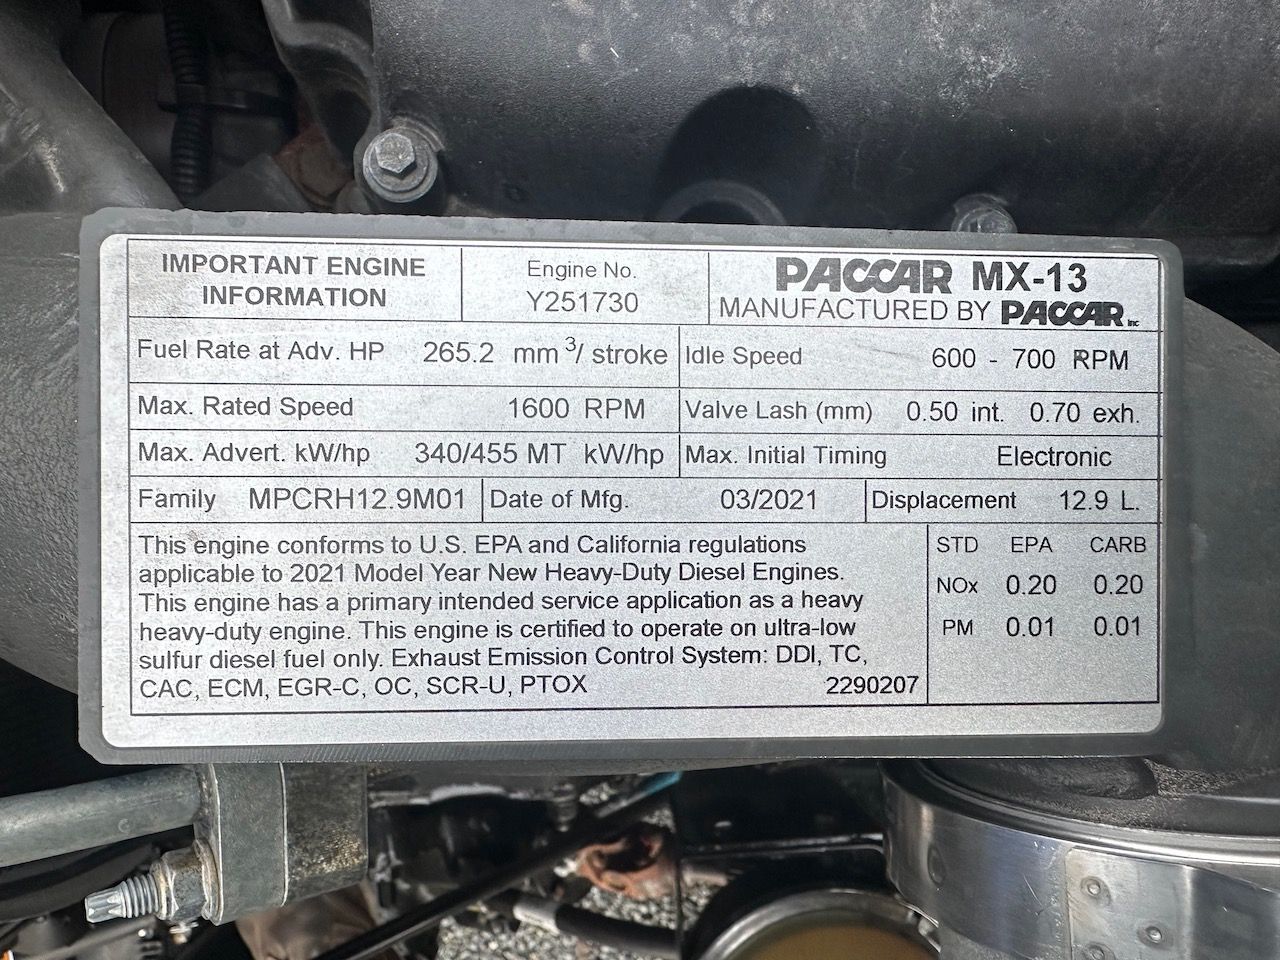 IMPORTANT ENGINE
INFORMATION
Engine No.
Y251730
PACCAR MX-13
MANUFACTURED BY PACCAR Inc
Fuel Rate at Adv. HP 265.2 mm³/ stroke
Idle Speed 600 - 700 RPM
Max. Rated Speed 1600 RPM
Valve Lash (mm) 0.50 int. 0.70 exh.
Max. Advert. kW/hp 340/455 MT kW/hp
Max. Initial Timing Electronic
Family MPCRH12.9M01
Date of Mfg. 03/2021
Displacement 12.9 L.
This engine conforms to U.S. EPA and California regulations
applicable to 2021 Model Year New Heavy-Duty Diesel Engines.
This engine has a primary intended service application as a heavy
heavy-duty engine. This engine is certified to operate on ultra-low
sulfur diesel fuel only. Exhaust Emission Control System: DDI, TC,
CAC, ECM, EGR-C, OC, SCR-U, PTOX
2290207
STD EPA CARB
NOx 0.20 0.20
PM 0.01 0.01